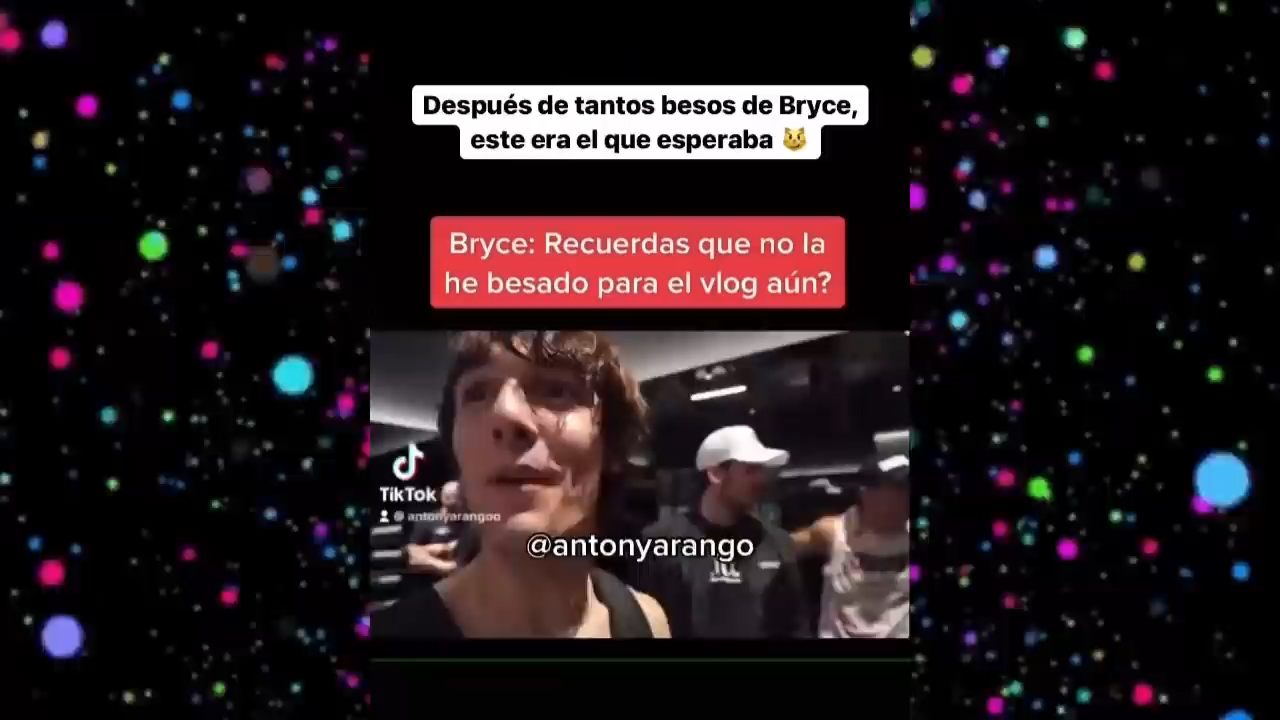 Después de tantos besos de Bryce,
este era el que esperaba 😼
Bryce: Recuerdas que no la
he besado para el vlog aún?
TikTok
@antonyarangoo
@antonyarango